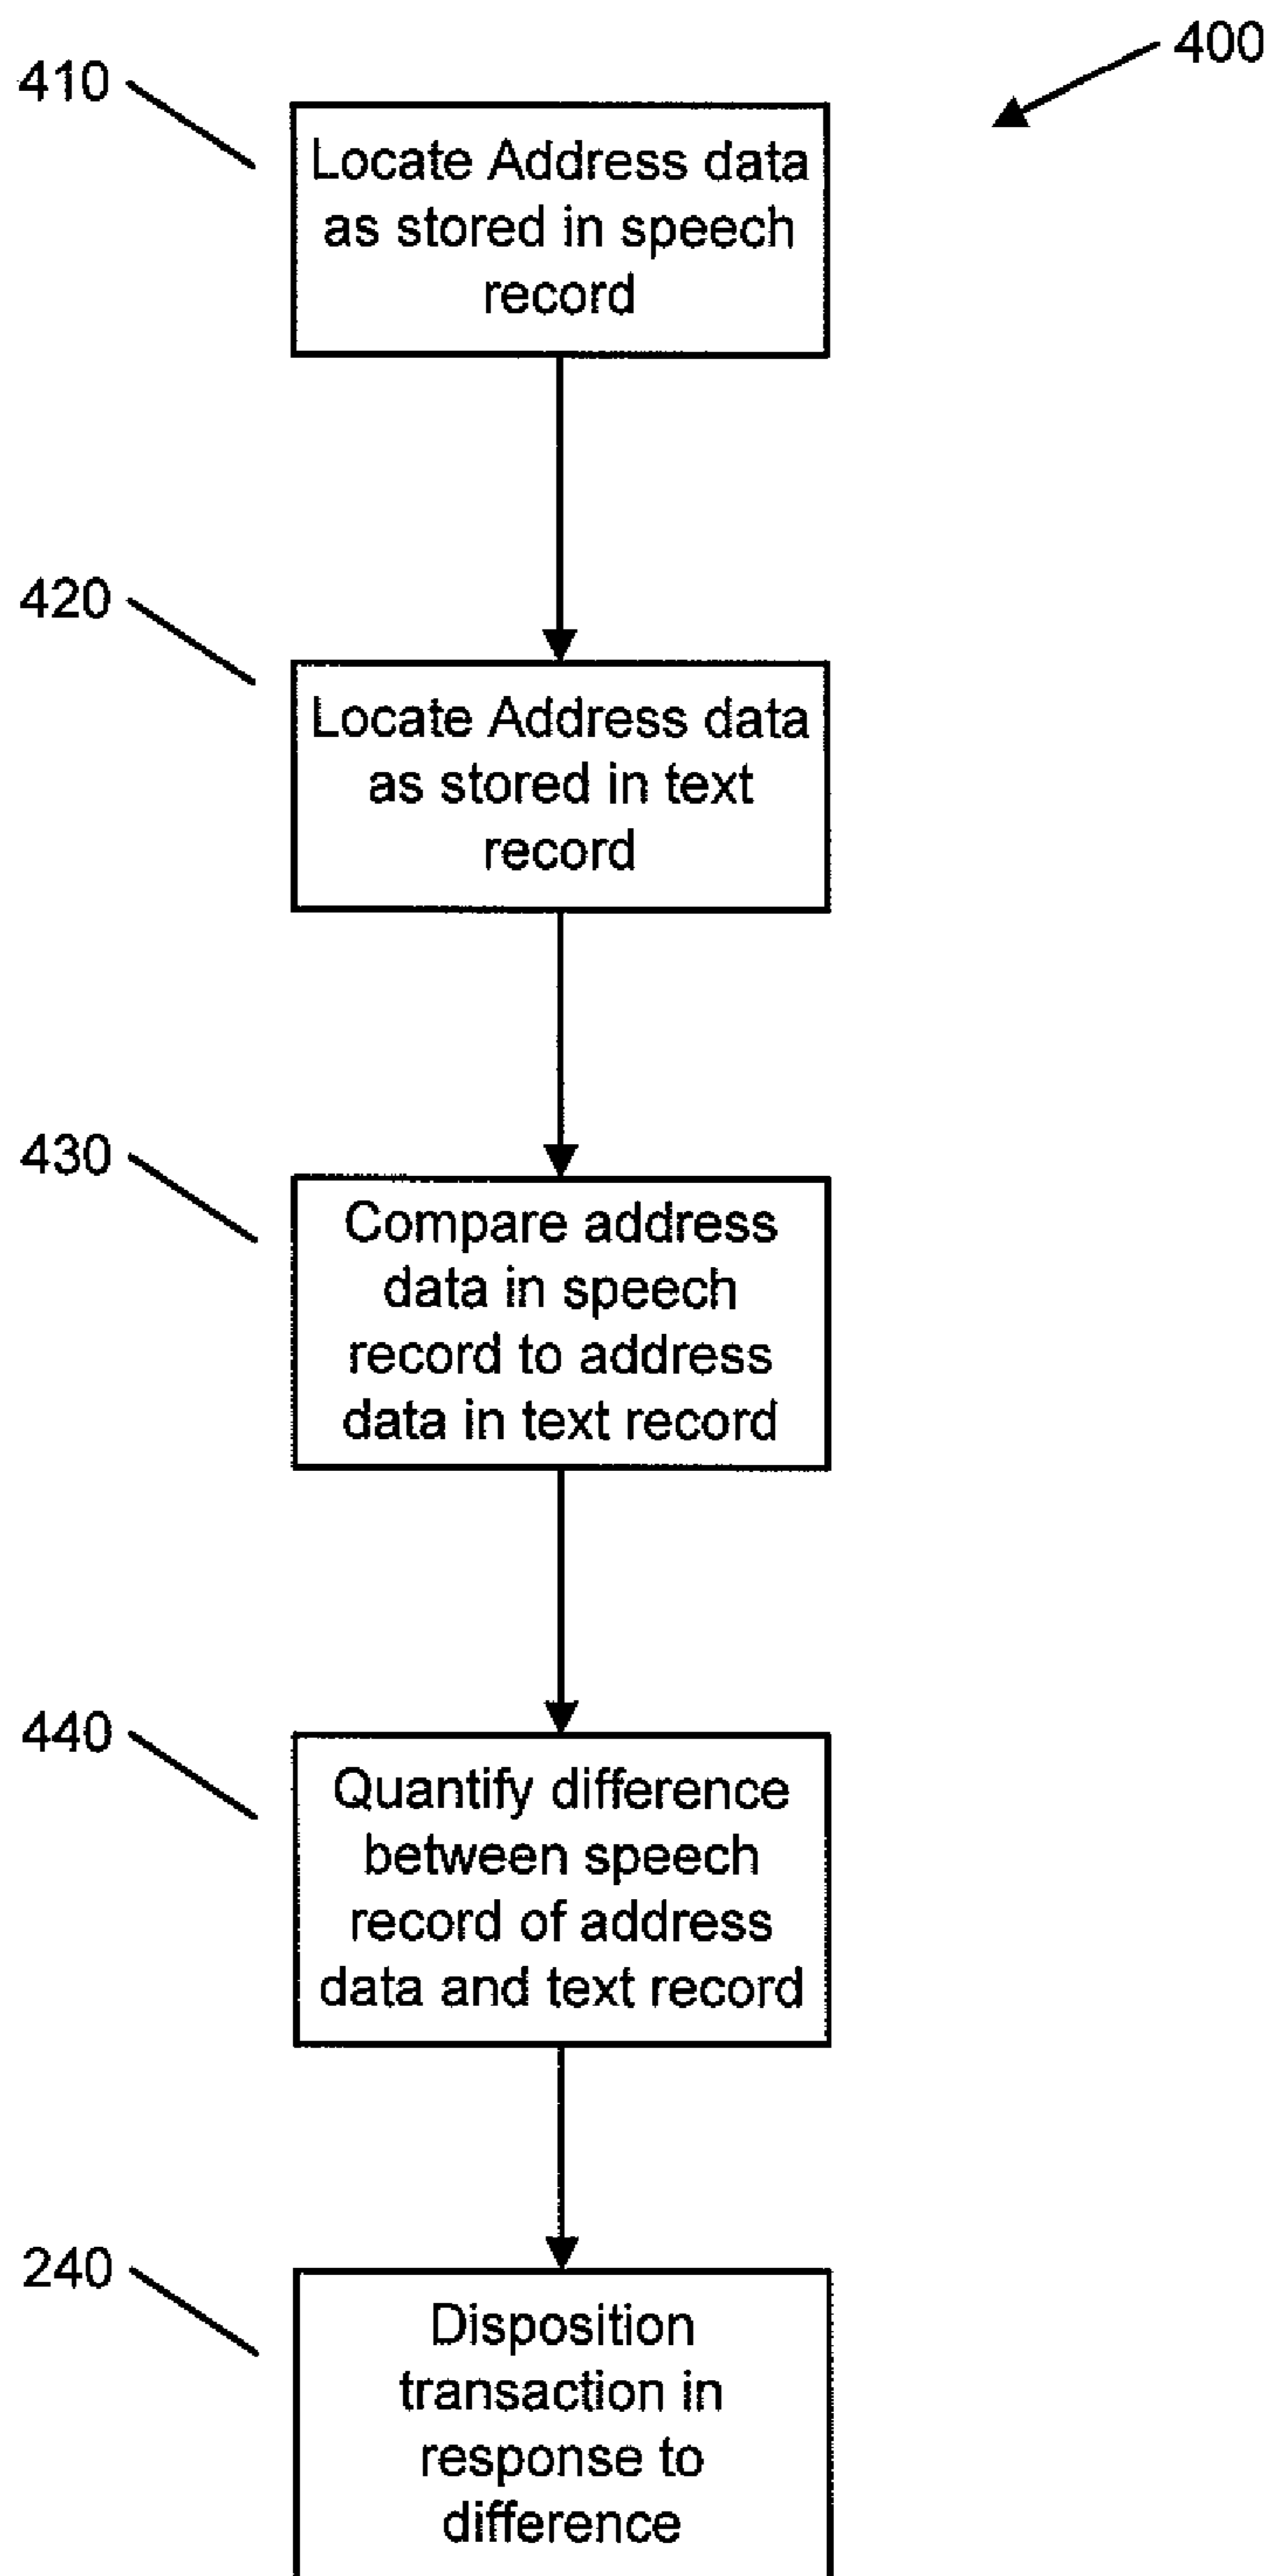 400
410
Locate Address data
as stored in speech
record
420
Locate Address data
as stored in text
record
430
Compare address
data in speech
record to address
data in text record
440
Quantify difference
between speech
record of address
data and text record
240
Disposition
transaction in
response to
difference